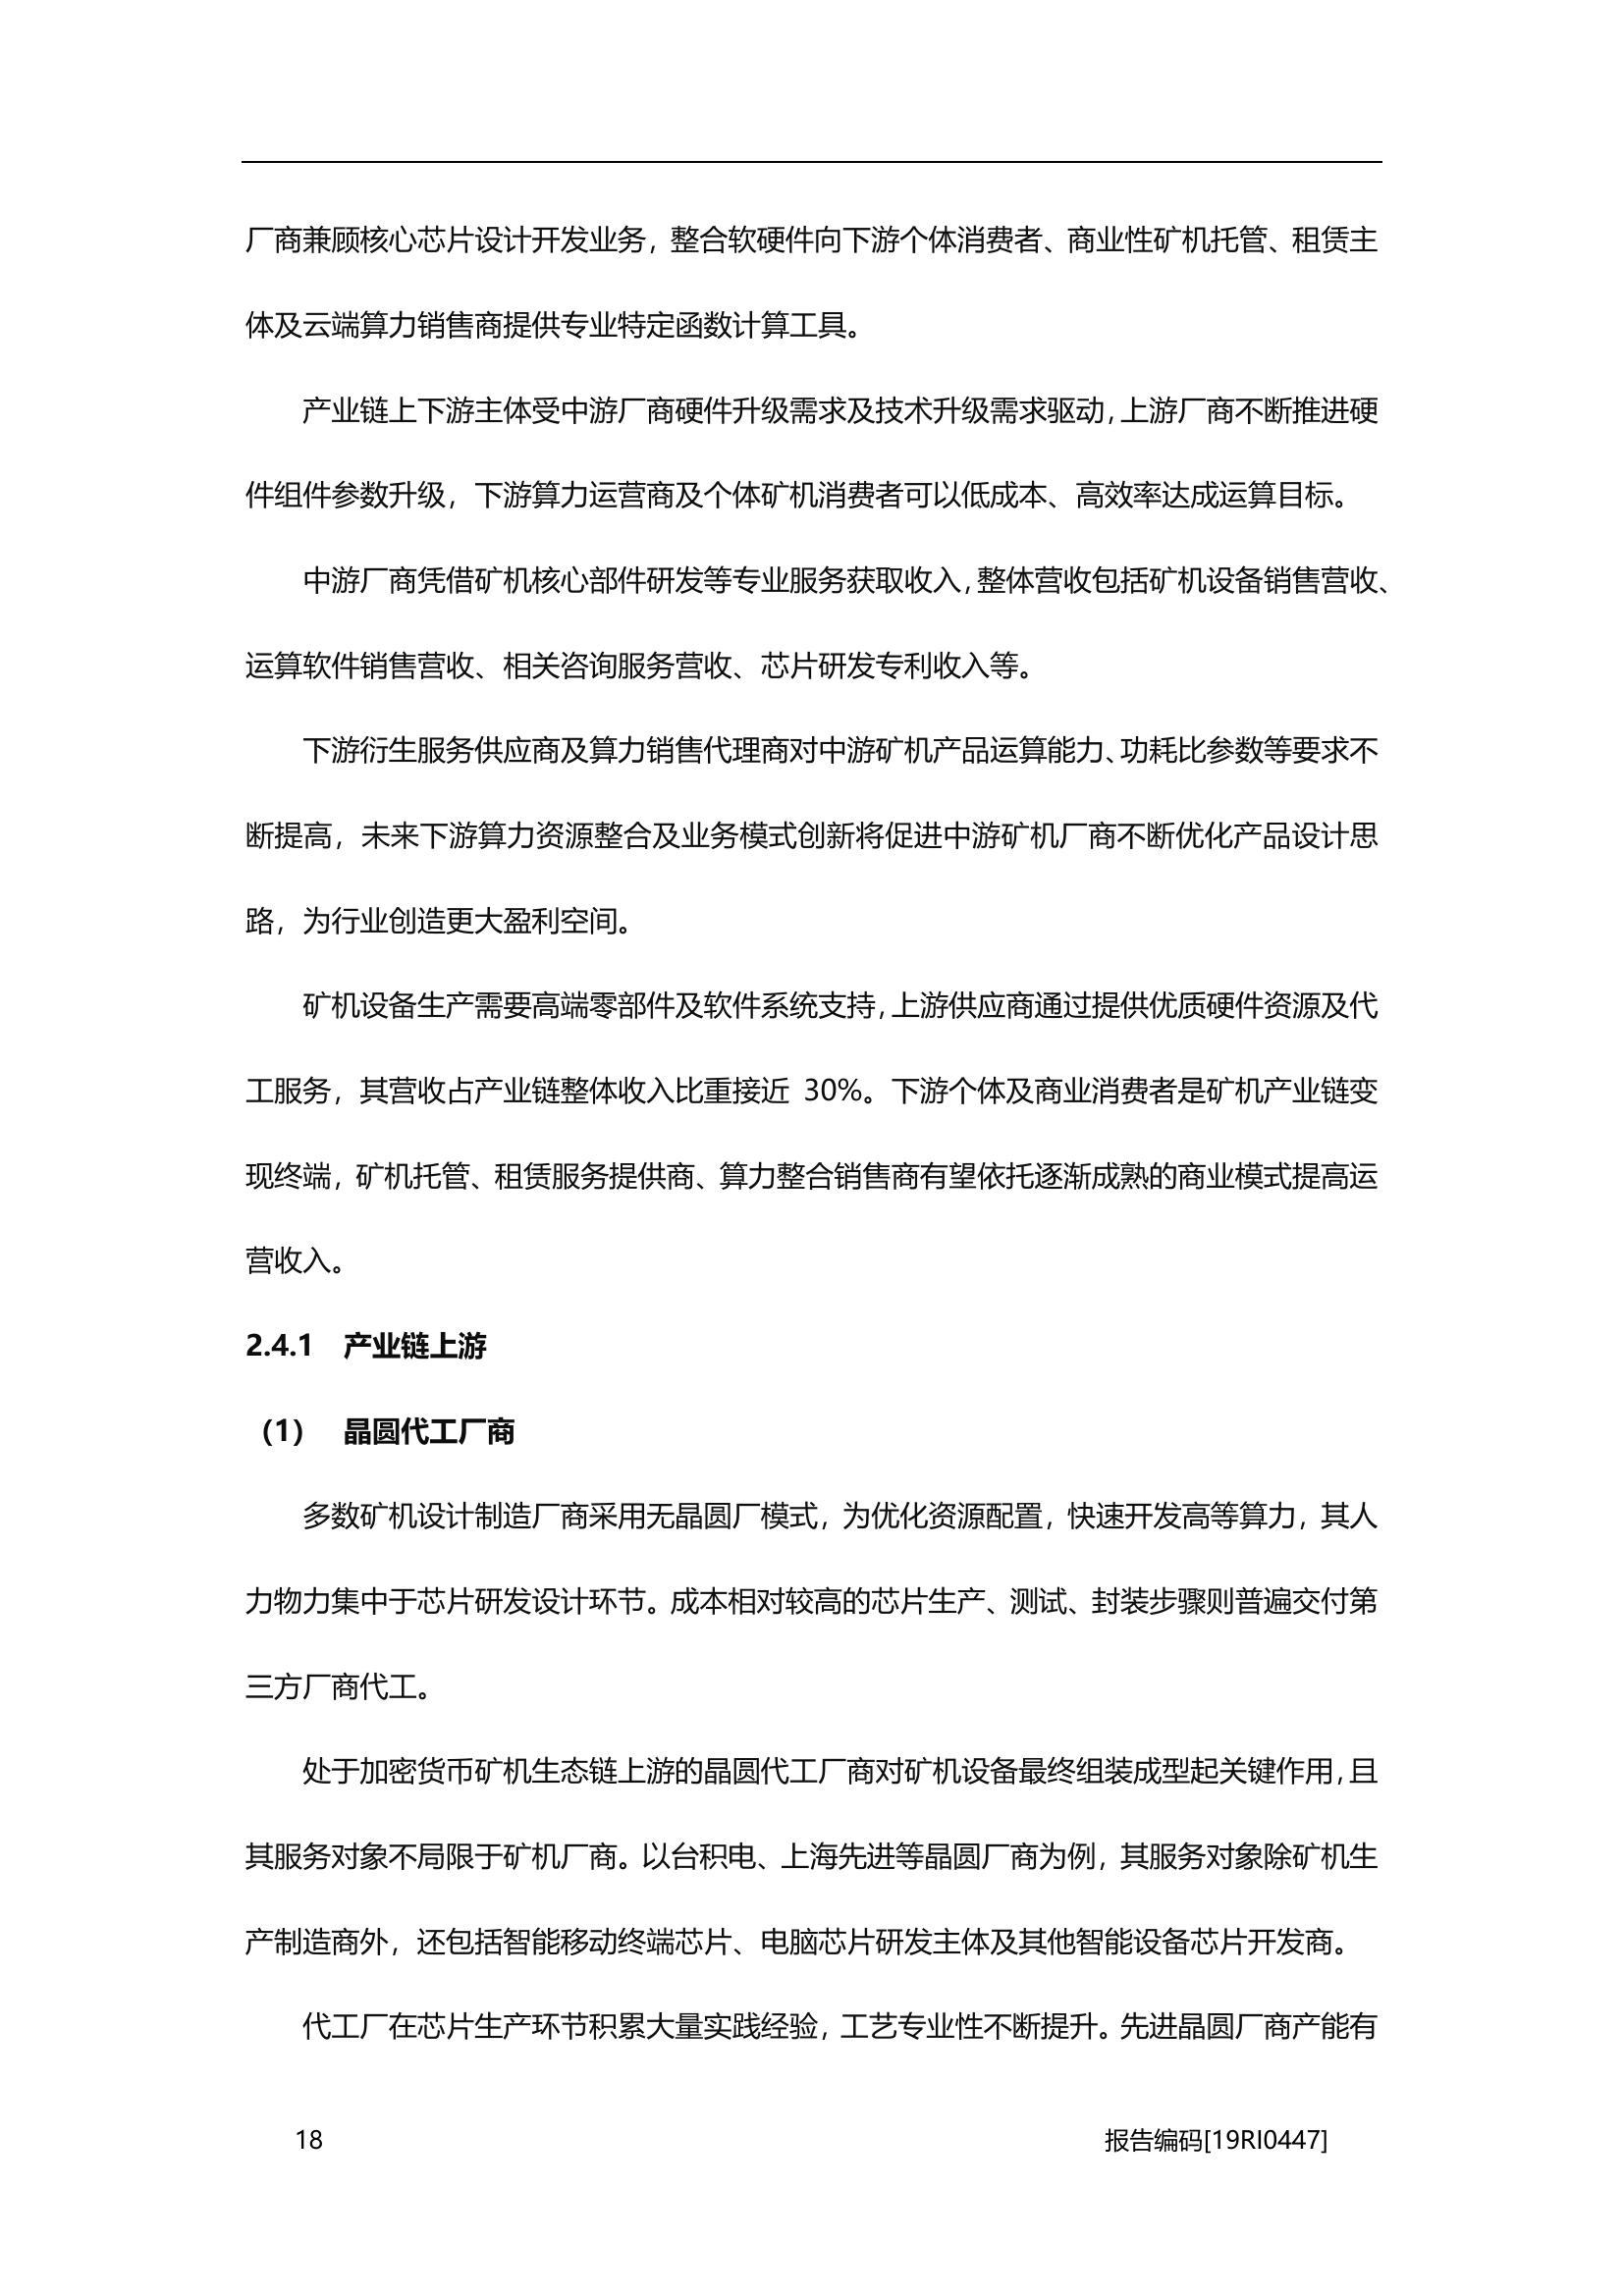 厂商兼顾核心芯片设计开发业务，整合软硬件向下游个体消费者、商业性矿机托管、租赁主
体及云端算力销售商提供专业特定函数计算工具。
产业链上下游主体受中游厂商硬件升级需求及技术升级需求驱动，上游厂商不断推进硬
件组件参数升级，下游算力运营商及个体矿机消费者可以低成本、高效率达成运算目标。
中游厂商凭借矿机核心部件研发等专业服务获取收入，整体营收包括矿机设备销售营收、
运算软件销售营收、相关咨询服务营收、芯片研发专利收入等。
下游衍生服务供应商及算力销售代理商对中游矿机产品运算能力、功耗比参数等要求不
断提高，未来下游算力资源整合及业务模式创新将促进中游矿机厂商不断优化产品设计思
路，为行业创造更大盈利空间。
矿机设备生产需要高端零部件及软件系统支持，上游供应商通过提供优质硬件资源及代
工服务，其营收占产业链整体收入比重接近 30%。下游个体及商业消费者是矿机产业链变
现终端，矿机托管、租赁服务提供商、算力整合销售商有望依托逐渐成熟的商业模式提高运
营收入。
2.4.1 产业链上游
（1） 晶圆代工厂商
多数矿机设计制造厂商采用无晶圆厂模式，为优化资源配置，快速开发高等算力，其人
力物力集中于芯片研发设计环节。成本相对较高的芯片生产、测试、封装步骤则普遍交付第
三方厂商代工。
处于加密货币矿机生态链上游的晶圆代工厂商对矿机设备最终组装成型起关键作用，且
其服务对象不局限于矿机厂商。以台积电、上海先进等晶圆厂商为例，其服务对象除矿机生
产制造商外，还包括智能移动终端芯片、电脑芯片研发主体及其他智能设备芯片开发商。
代工厂在芯片生产环节积累大量实践经验，工艺专业性不断提升。先进晶圆厂商产能有
18 报告编码[19RI0447]